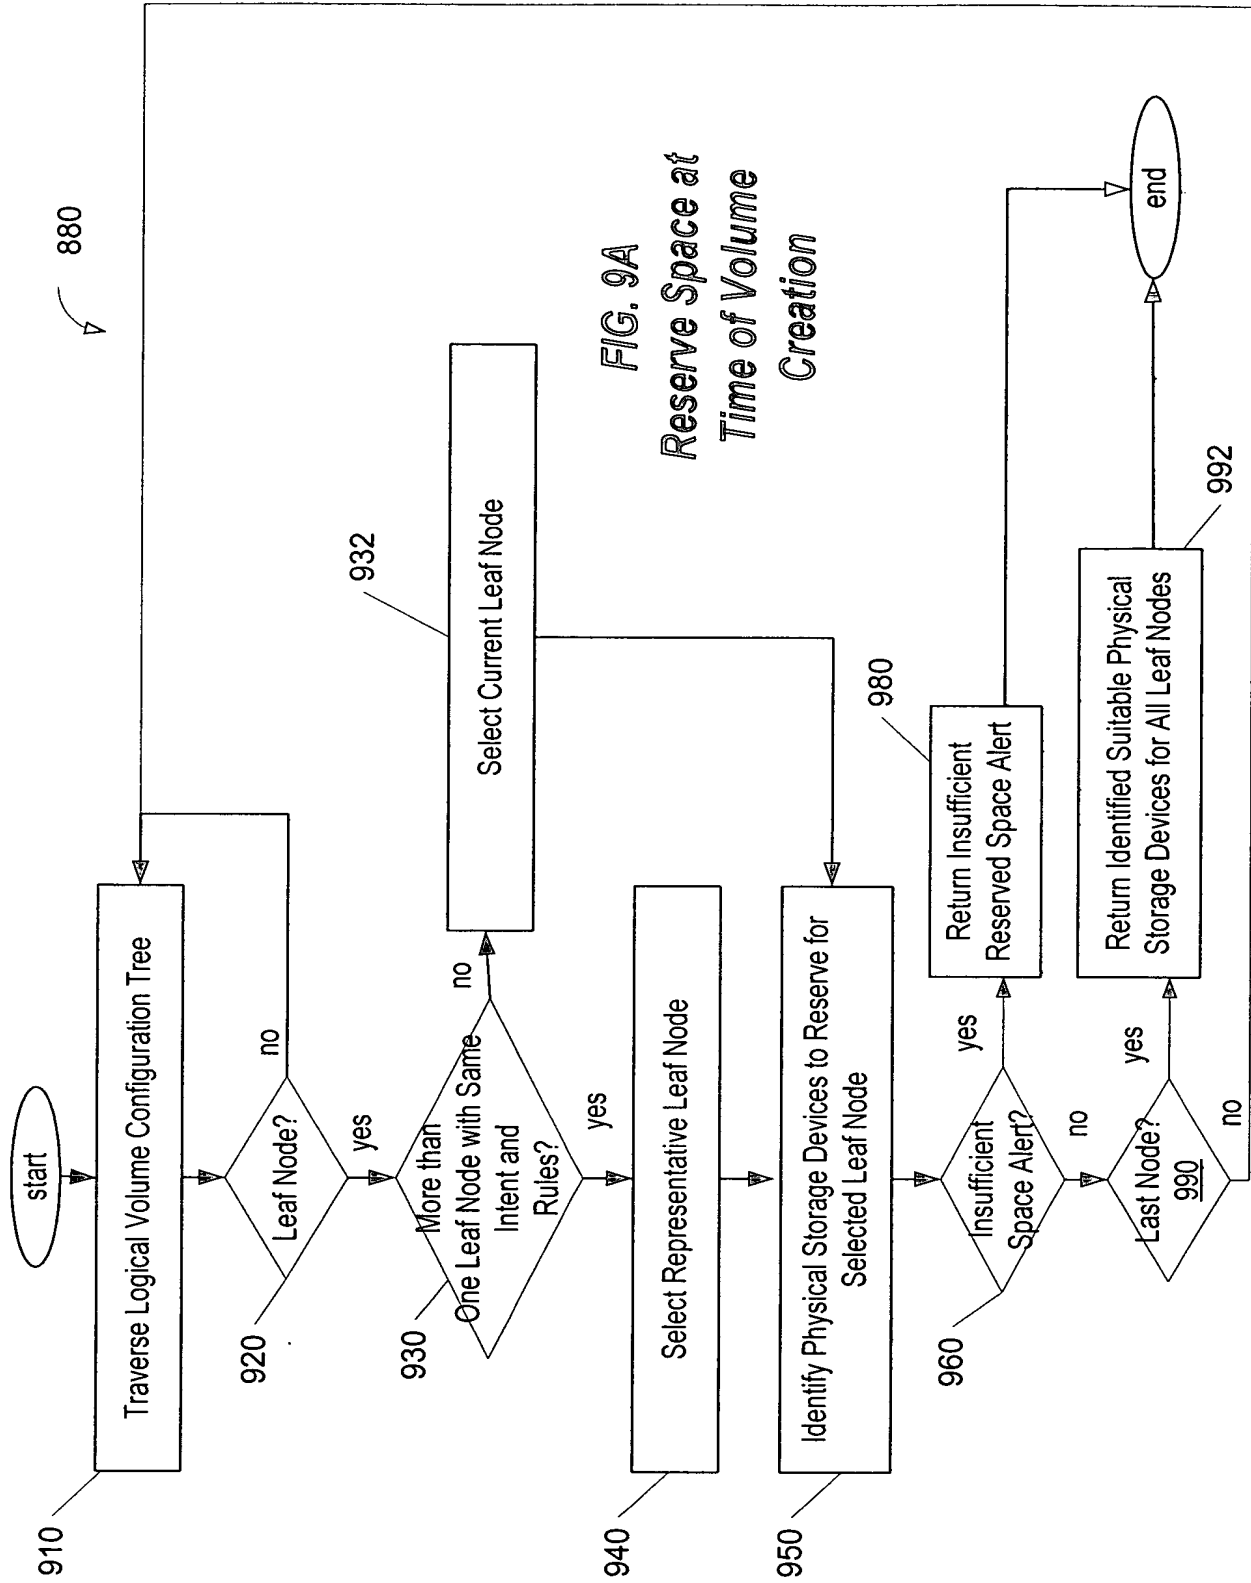 880
start
910
Traverse Logical Volume Configuration Tree
Leaf Node?
920
no
yes
More than
One Leaf Node with Same
Intent and
Rules?
930
no
932
Select Current Leaf Node
yes
940
Select Representative Leaf Node
950
Identify Physical Storage Devices to Reserve for
Selected Leaf Node
Insufficient
Space Alert?
960
yes
980
Return Insufficient
Reserved Space Alert
no
Last Node?
990
yes
no
Return Identified Suitable Physical
Storage Devices for All Leaf Nodes
992
end
FIG. 9A
Reserve Space at
Time of Volume
Creation